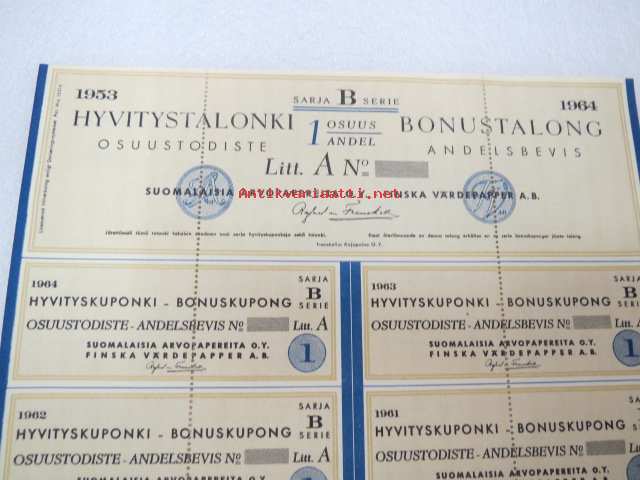 1953
SARJA B SERIE
1964
HYVITYSTALONKI
1 OSUUS ANDEL
BONUSTALONG
OSUUSTODISTE
ANDELSBEVIS
Litt. A No
SUOMALAISIA ARVOPAPEREITA O.Y.
FINSKA VÄRDEPAPPER A.B.
Antikvariaator.net
1964
SARJA
B
SERIE
HYVITYSKUPONKI - BONUSKUPONG
OSUUSTODISTE - ANDELSBEVIS No
Litt. A
SUOMALAISIA ARVOPAPEREITA O.Y.
FINSKA VÄRDEPAPPER A.B.
1
1963
SARJA
B
SERIE
HYVITYSKUPONKI - BONUSKUPONG
OSUUSTODISTE - ANDELSBEVIS No
Litt. A
SUOMALAISIA ARVOPAPEREITA O.Y.
FINSKA VÄRDEPAPPER A.B.
1
1962
SARJA
B
SERIE
HYVITYSKUPONKI - BONUSKUPONG
OSUUSTODISTE - ANDELSBEVIS No
Litt. A
SUOMALAISIA ARVOPAPEREITA O.Y.
1961
HYVITYSKUPONKI - BONUSKUPONG
OSUUSTODISTE - ANDELSBEVIS No
SUOMALAISIA ARVOPAPEREITA O.Y.